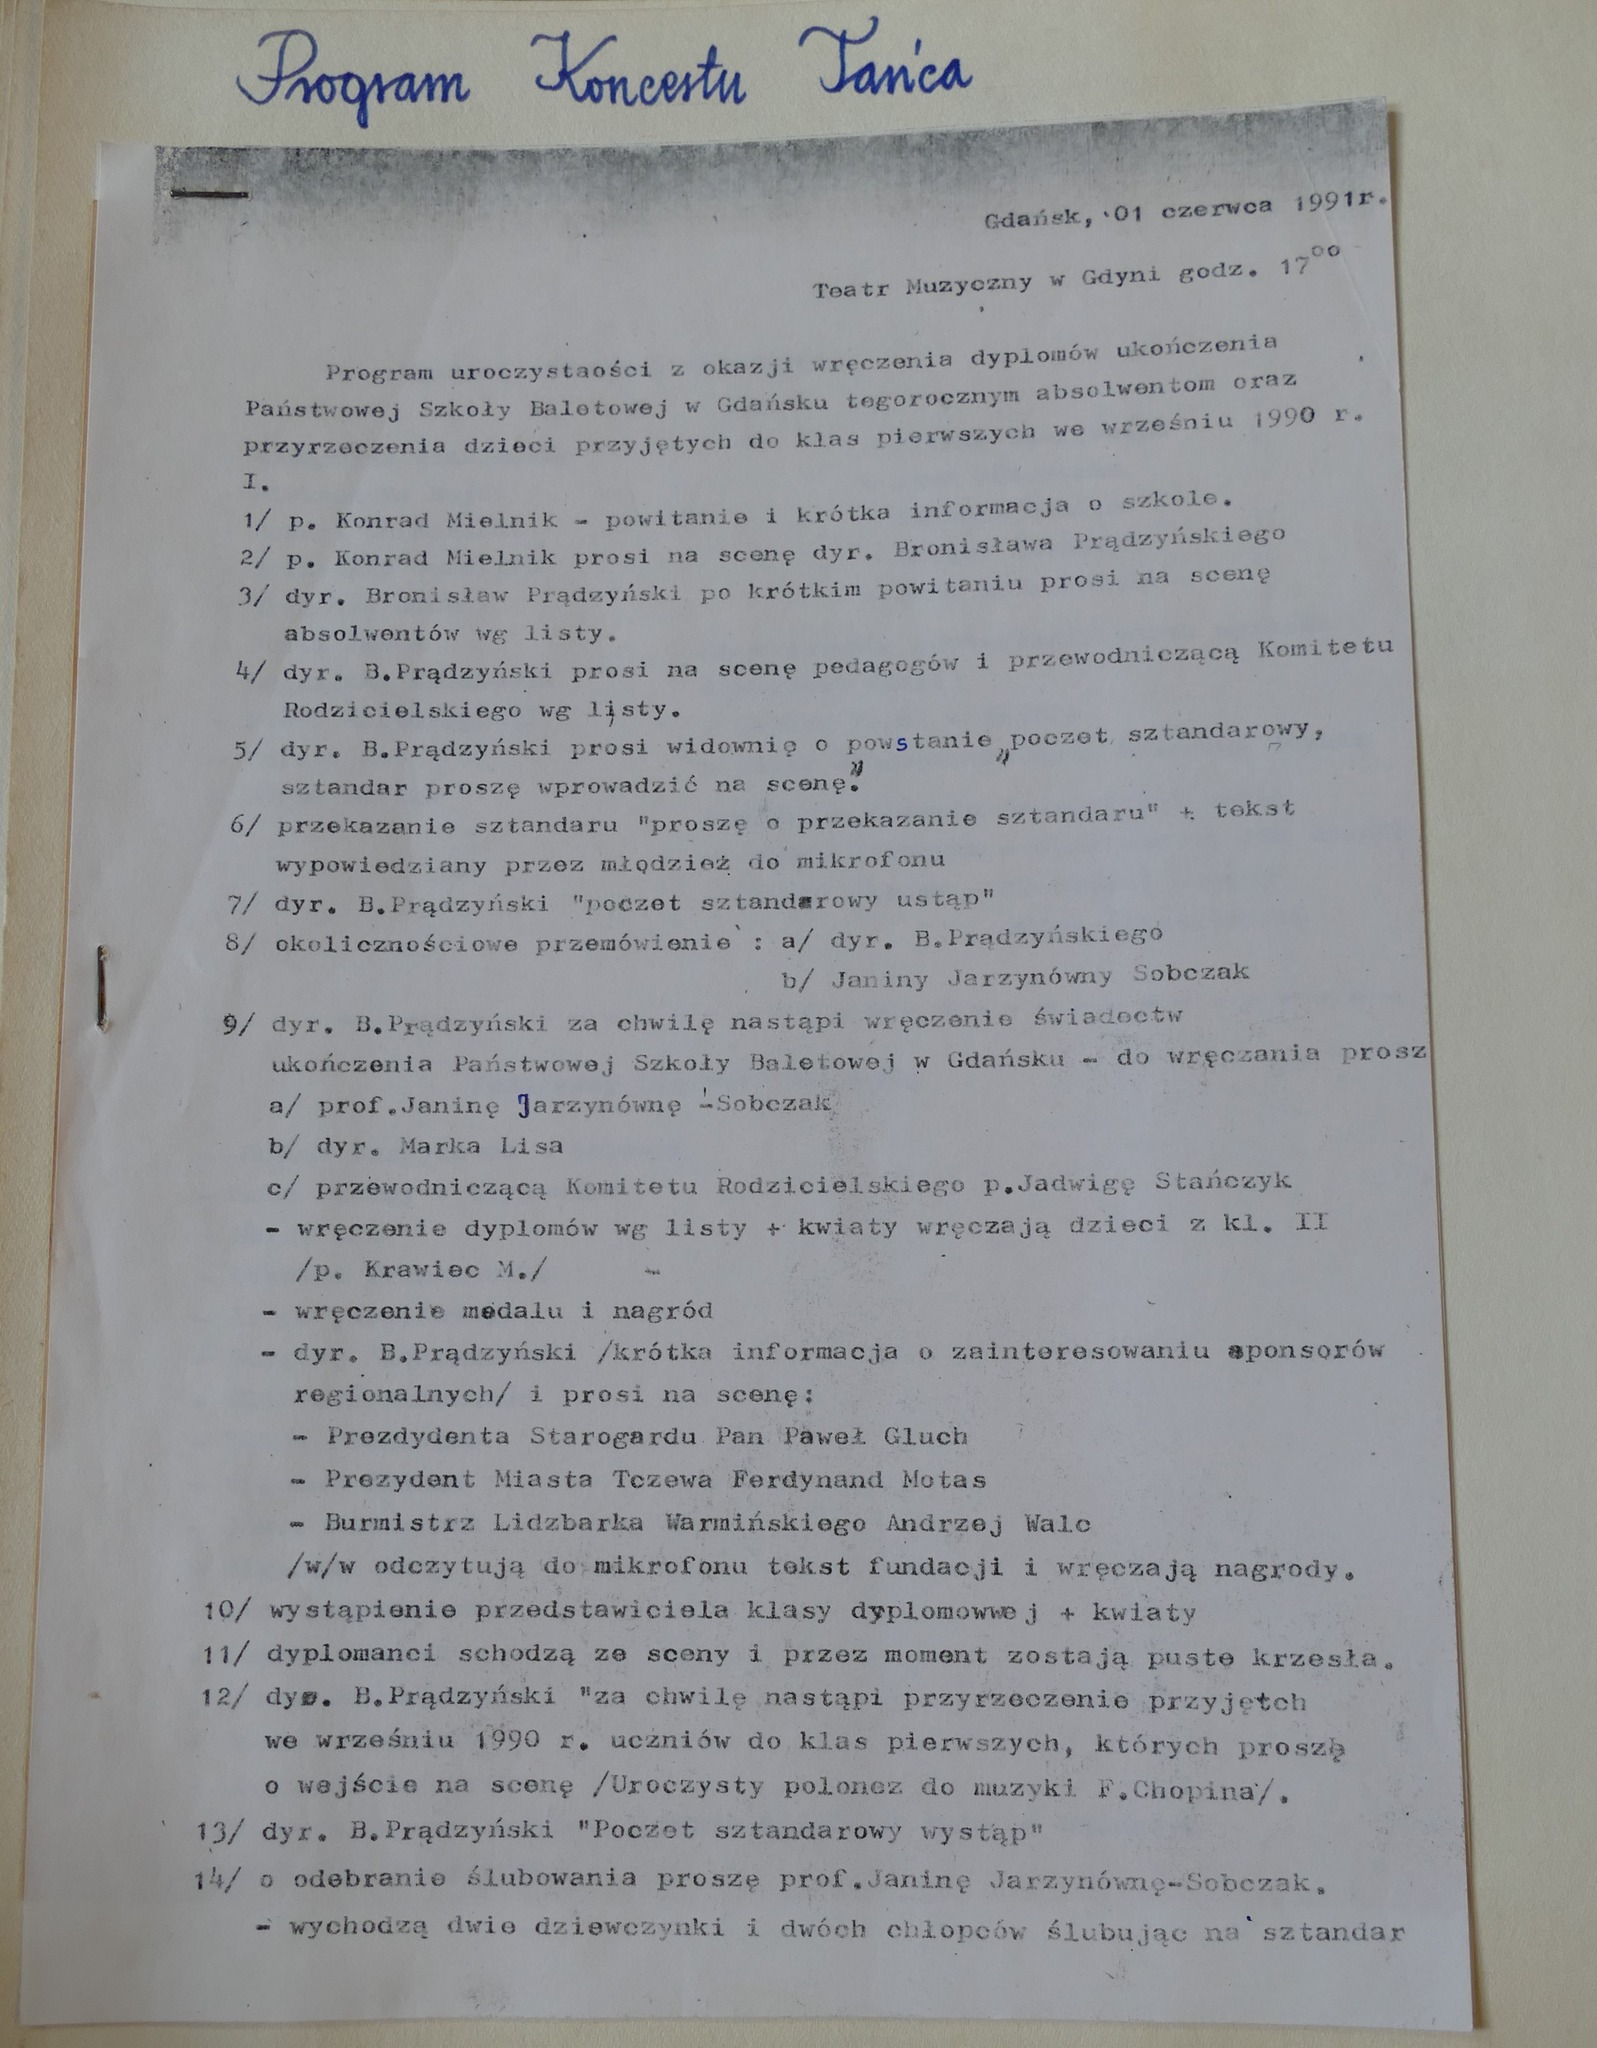 Program Koncertu Tańca
Gdańsk, 01 czerwca 1991r.
Teatr Muzyczny w Gdyni godz. 17⁰⁰
Program uroczystaości z okazji wręczenia dyplomów ukończenia
Państwowej Szkoły Baletowej w Gdańsku tegorocznym absolwentom oraz
przyrzeczenia dzieci przyjętych do klas pierwszych we wrześniu 1990 r.
I.
1/ p. Konrad Mielnik - powitanie i krótka informacja o szkole.
2/ p. Konrad Mielnik prosi na scenę dyr. Bronisława Prądzyńskiego
3/ dyr. Bronisław Prądzyński po krótkim powitaniu prosi na scenę
absolwentów wg listy.
4/ dyr. B.Prądzyński prosi na scenę pedagogów i przewodniczącą Komitetu
Rodzicielskiego wg listy.
5/ dyr. B.Prądzyński prosi widownię o powstanie „poczet sztandarowy,
sztandar proszę wprowadzić na scenę."
6/ przekazanie sztandaru "proszę o przekazanie sztandaru" + tekst
wypowiedziany przez młodzież do mikrofonu
7/ dyr. B.Prądzyński "poczet sztandarowy ustąp"
8/ okolicznościowe przemówienie : a/ dyr. B.Prądzyńskiego
b/ Janiny Jarzynówny Sobczak
9/ dyr. B.Prądzyński za chwilę nastąpi wręczenie świadectw
ukończenia Państwowej Szkoły Baletowej w Gdańsku - do wręczania prosz
a/ prof.Janinę Jarzynównę -Sobczak
b/ dyr. Marka Lisa
c/ przewodniczącą Komitetu Rodzicielskiego p.Jadwigę Stańczyk
- wręczenie dyplomów wg listy + kwiaty wręczają dzieci z kl. II
/p. Krawiec M./
- wręczenie medalu i nagród
- dyr. B.Prądzyński /krótka informacja o zainteresowaniu sponsorów
regionalnych/ i prosi na scenę:
- Prezdydenta Starogardu Pan Paweł Gluch
- Prezydent Miasta Tczewa Ferdynand Motas
- Burmistrz Lidzbarka Warmińskiego Andrzej Walc
/w/w odczytują do mikrofonu tekst fundacji i wręczają nagrody.
10/ wystąpienie przedstawiciela klasy dyplomowwej + kwiaty
11/ dyplomanci schodzą ze sceny i przez moment zostają puste krzesła.
12/ dyr. B.Prądzyński "za chwilę nastąpi przyrzeczenie przyjętch
we wrześniu 1990 r. uczniów do klas pierwszych, których proszę
o wejście na scenę /Uroczysty polonez do muzyki F.Chopina/.
13/ dyr. B.Prądzyński "Poczet sztandarowy wystąp"
14/ o odebranie ślubowania proszę prof.Janinę Jarzynównę-Sobczak.
- wychodzą dwie dziewczynki i dwóch chłopców ślubując na sztandar